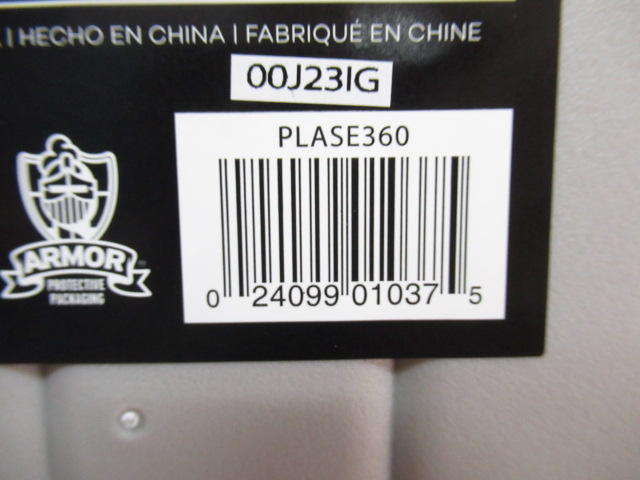 | HECHO EN CHINA | FABRIQUÉ EN CHINE
00J23IG
PLASE360
0 24099 01037 5
ARMOR
PROTECTIVE
PACKAGING